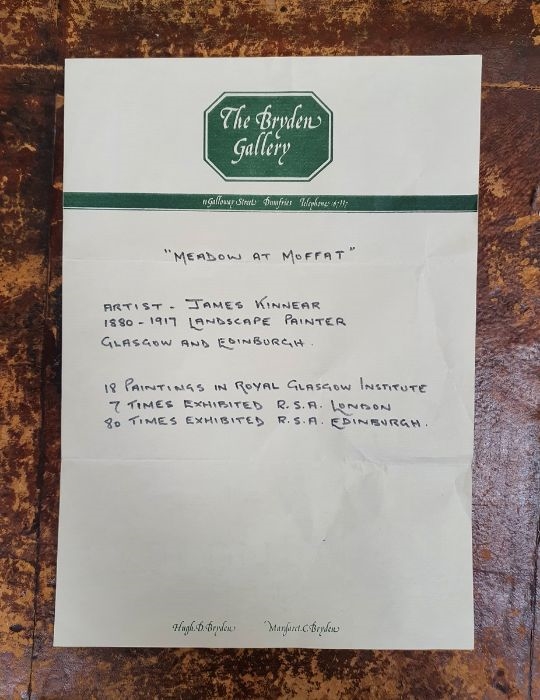 The Bryden
Gallery
Galloway Street Dumfries Telephone
"MEADOW AT MOFFAT"
ARTIST - JAMES KINNEAR
1880 - 1917 LANDSCAPE PAINTER
GLASGOW AND EDINBURGH.
18 PAINTINGS IN ROYAL GLASGOW INSTITUTE
7 TIMES EXHIBITED R.S.A. LONDON
80 TIMES EXHIBITED R.S.A. EDINBURGH.
Hugh.D.Bryden Margaret.C.Bryden